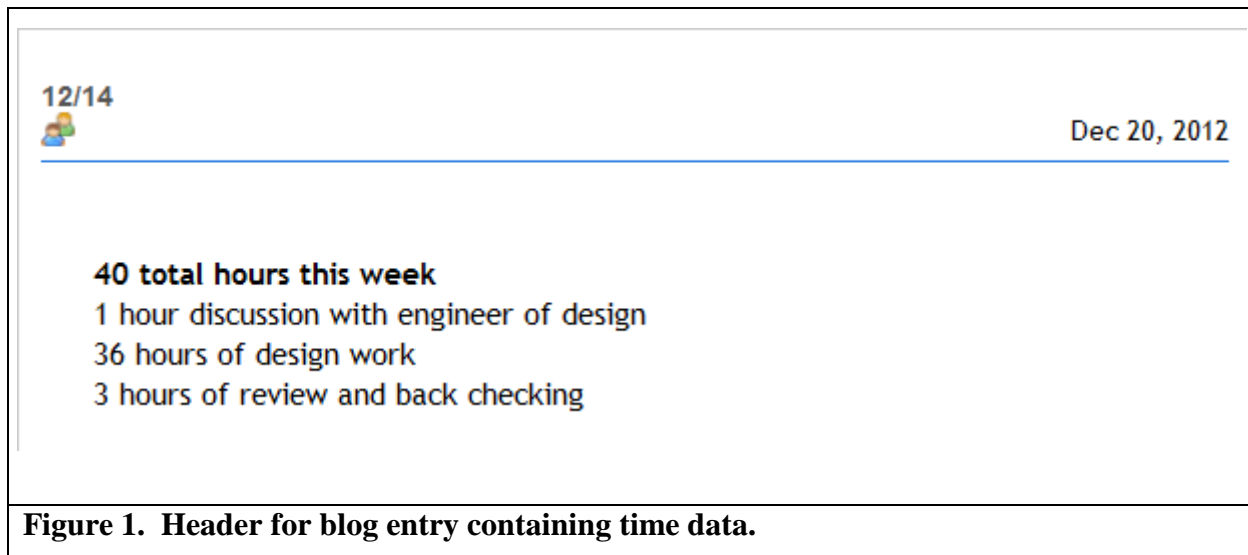 12/14
Dec 20, 2012
40 total hours this week
1 hour discussion with engineer of design
36 hours of design work
3 hours of review and back checking
Figure 1. Header for blog entry containing time data.